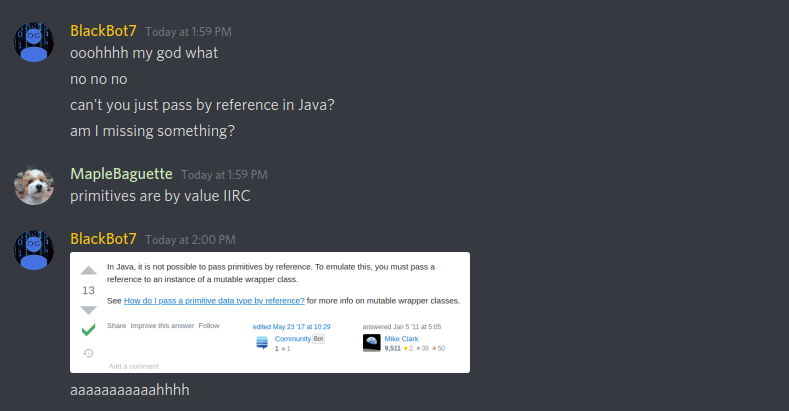 BlackBot7 Today at 1:59 PM
ooohhhh my god what
no no no
can't you just pass by reference in Java?
am I missing something?
MapleBaguette Today at 1:59 PM
primitives are by value IIRC
BlackBot7 Today at 2:00 PM
In Java, it is not possible to pass primitives by reference. To emulate this, you must pass a
reference to an instance of a mutable wrapper class.
13
See How do I pass a primitive data type by reference? for more info on mutable wrapper classes.
Share Improve this answer Follow
edited May 23 '17 at 10:29
Community Bot
1 ●1
answered Jan 5 '11 at 5:05
Mike Clark
9,511 ●2 ●38 ●50
Add a comment
aaaaaaaaaaahhhh